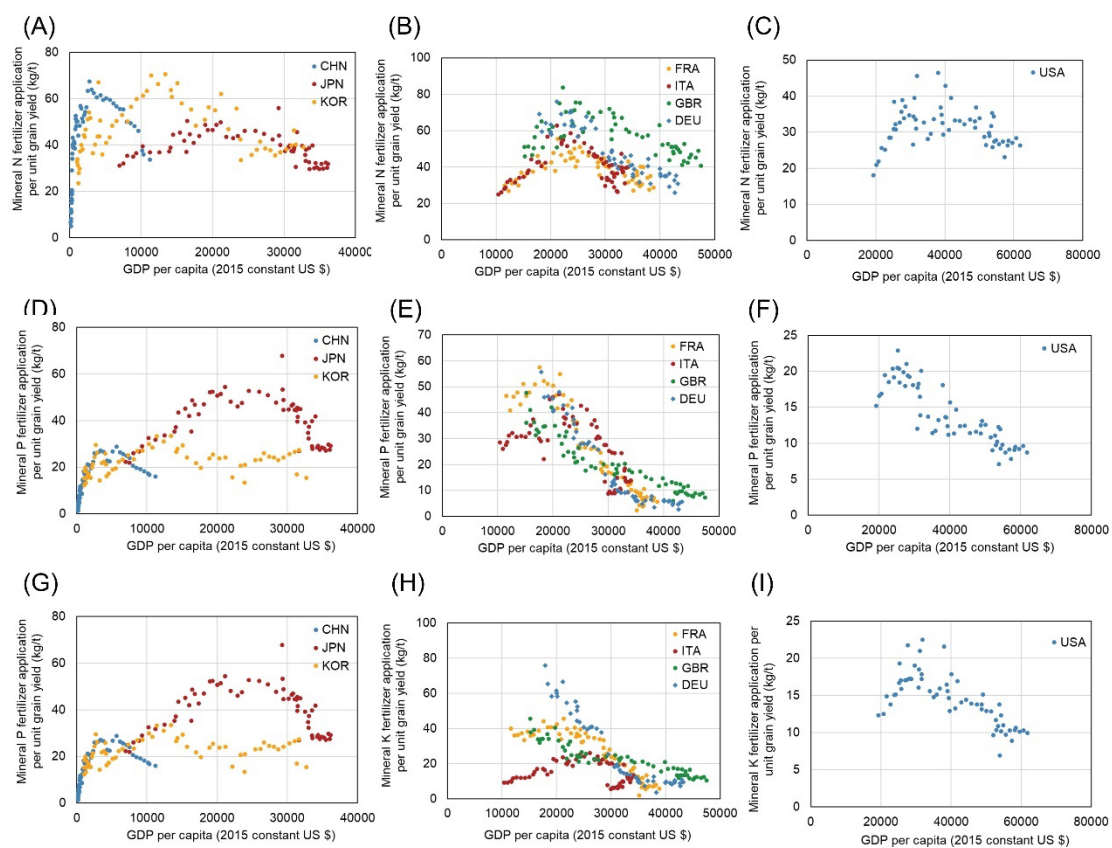 (A)
Mineral N fertilizer application
per unit grain yield (kg/t)
80
60
40
20
0
0
10000
20000
30000
40000
GDP per capita (2015 constant US $)
CHN
JPN
KOR
(B)
Mineral N fertilizer application
per unit grain yield (kg/t)
100
80
60
40
20
0
0
10000
20000
30000
40000
50000
GDP per capita (2015 constant US $)
FRA
ITA
GBR
DEU
(C)
Mineral N fertilizer application
per unit grain yield (kg/t)
50
40
30
20
10
0
0
20000
40000
60000
80000
GDP per capita (2015 constant US $)
USA
(D)
Mineral P fertilizer application
per unit grain yield (kg/t)
80
60
40
20
0
0
10000
20000
30000
40000
GDP per capita (2015 constant US $)
CHN
JPN
KOR
(E)
Mineral P fertilizer application
per unit grain yield (kg/t)
70
60
50
40
30
20
10
0
0
10000
20000
30000
40000
50000
GDP per capita (2015 constant US $)
FRA
ITA
GBR
DEU
(F)
Mineral P fertilizer application
per unit grain yield (kg/t)
25
20
15
10
5
0
0
20000
40000
60000
80000
GDP per capita (2015 constant US $)
USA
(G)
Mineral P fertilizer application
per unit grain yield (kg/t)
80
60
40
20
0
0
10000
20000
30000
40000
GDP per capita (2015 constant US $)
CHN
JPN
KOR
(H)
Mineral K fertilizer application
per unit grain yield (kg/t)
100
80
60
40
20
0
0
10000
20000
30000
40000
50000
GDP per capita (2015 constant US $)
FRA
ITA
GBR
DEU
(I)
Mineral K fertilizer application per
unit grain yield (kg/t)
25
20
15
10
5
0
0
20000
40000
60000
80000
GDP per capita (2015 constant US $)
USA